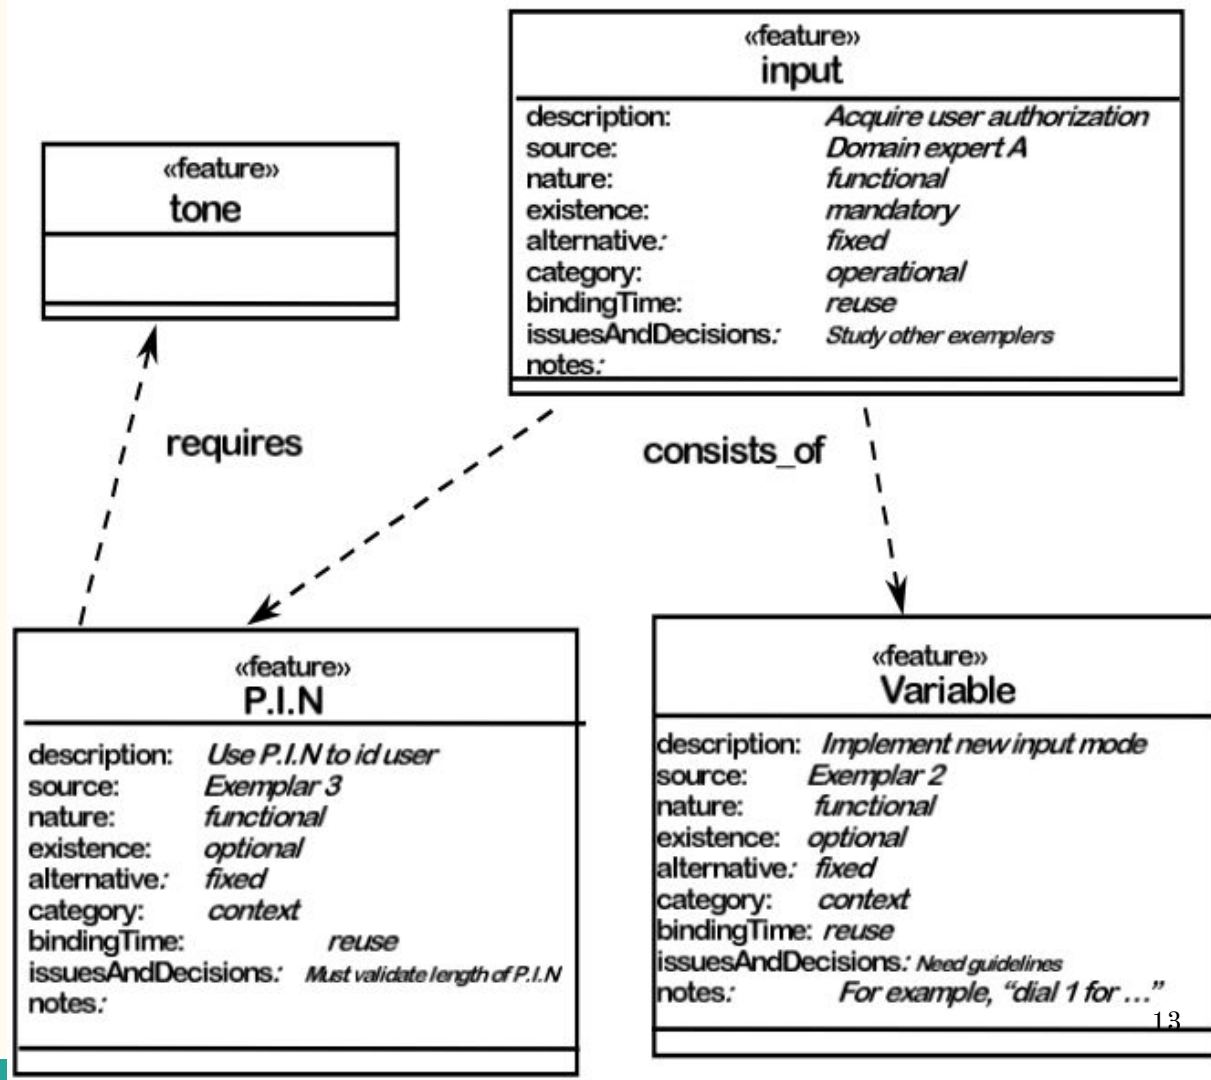 «feature»
input
description: Acquire user authorization
source: Domain expert A
nature: functional
existence: mandatory
alternative: fixed
category: operational
bindingTime: reuse
issuesAndDecisions: Study other exemplers
notes:
«feature»
tone
requires
consists_of
«feature»
P.I.N
description: Use P.I.N to id user
source: Exemplar 3
nature: functional
existence: optional
alternative: fixed
category: context
bindingTime: reuse
issuesAndDecisions: Must validate length of P.I.N
notes:
«feature»
Variable
description: Implement new input mode
source: Exemplar 2
nature: functional
existence: optional
alternative: fixed
category: context
bindingTime: reuse
issuesAndDecisions: Need guidelines
notes: For example, “dial 1 for …”
13